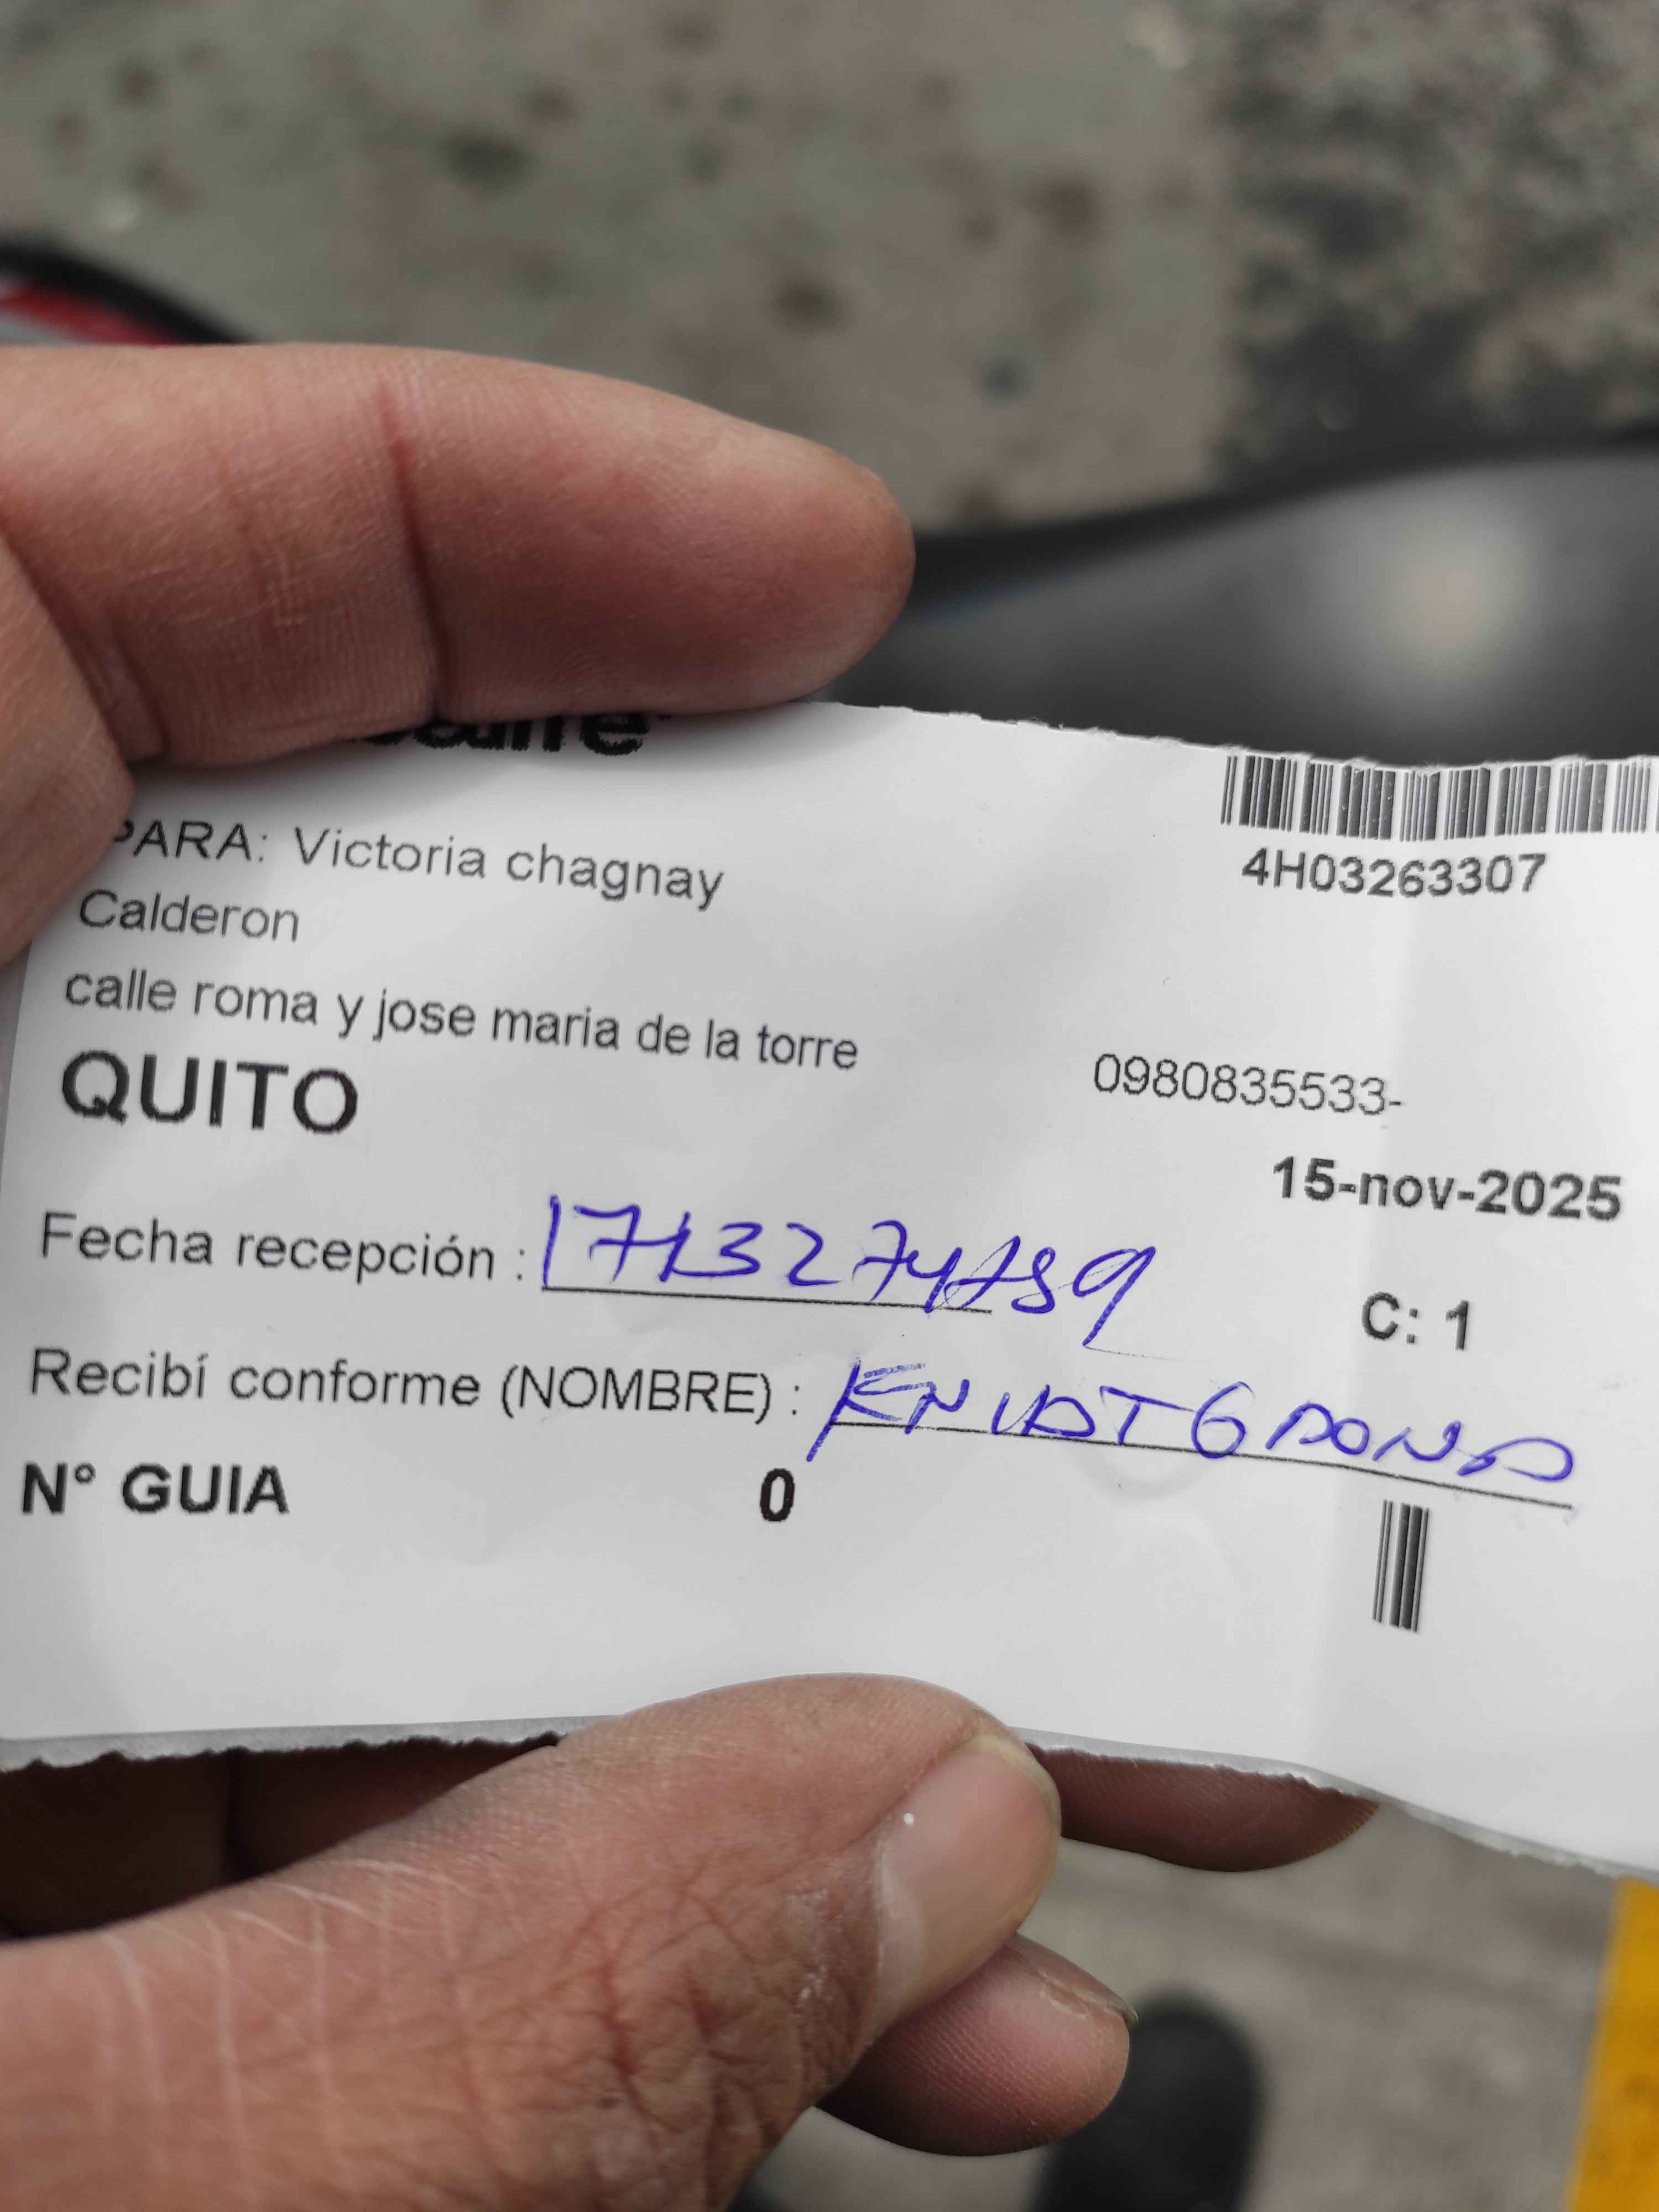 PARA: Victoria chagnay
4H03263307
Calderon
calle roma y jose maria de la torre
0980835533-
QUITO
15-nov-2025
Fecha recepción :
C: 1
Recibí conforme (NOMBRE) :
N° GUIA 0